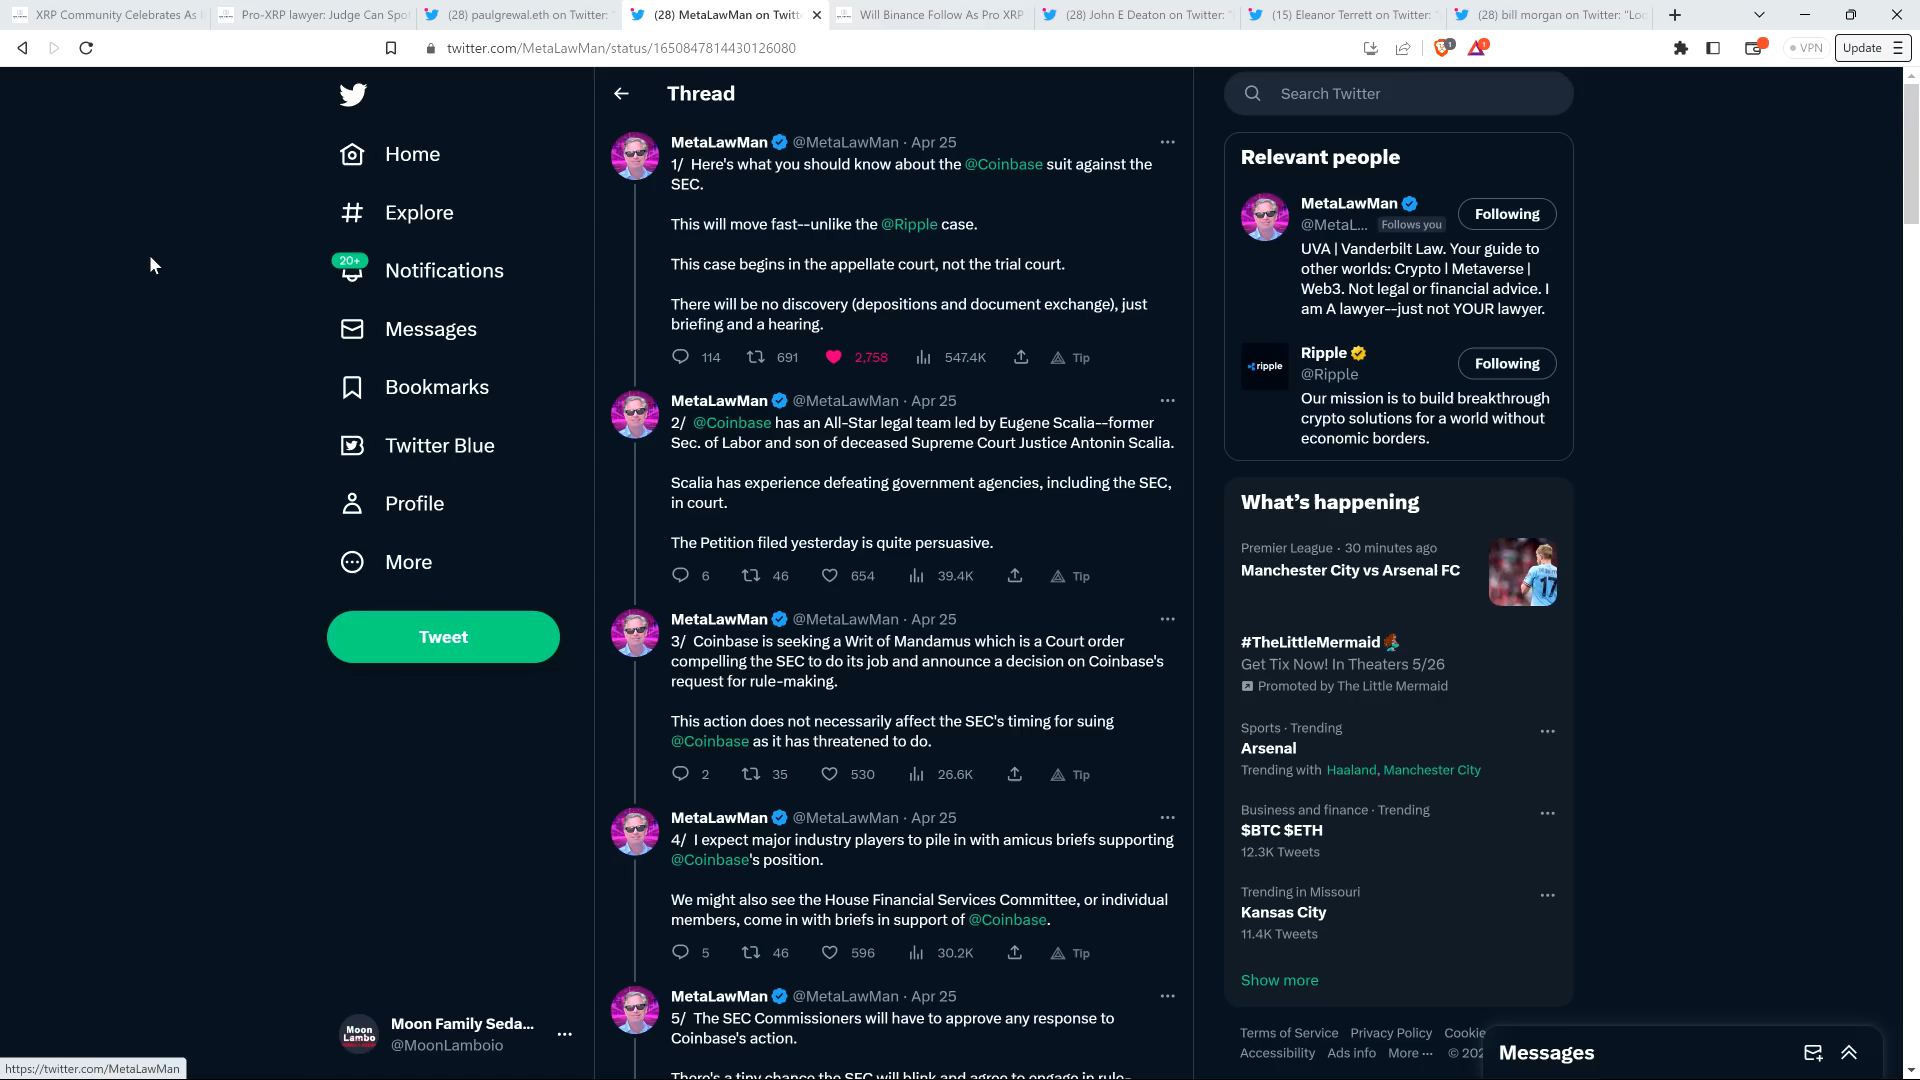 XRP Community Celebrates As
Pro-XRP lawyer: Judge Can Spo
(28) paulgrewal.eth on Twitter:
(28) MetaLawMan on Twitt
Will Binance Follow As Pro XRP
(28) John E Deaton on Twitter:
(15) Eleanor Terrett on Twitter:
(28) bill morgan on Twitter: "Loo
twitter.com/MetaLawMan/status/1650847814430126080
1
1
VPN
Update
Home
Explore
20+
Notifications
Messages
Bookmarks
Twitter Blue
Profile
More
Tweet
Moon
Lambo
Moon Family Seda...
@MoonLamboio
https://twitter.com/MetaLawMan
Thread
MetaLawMan @MetaLawMan · Apr 25
1/ Here's what you should know about the @Coinbase suit against the
SEC.
This will move fast--unlike the @Ripple case.
This case begins in the appellate court, not the trial court.
There will be no discovery (depositions and document exchange), just
briefing and a hearing.
114 691 2,758 547.4K Tip
MetaLawMan @MetaLawMan · Apr 25
2/ @Coinbase has an All-Star legal team led by Eugene Scalia--former
Sec. of Labor and son of deceased Supreme Court Justice Antonin Scalia.
Scalia has experience defeating government agencies, including the SEC,
in court.
The Petition filed yesterday is quite persuasive.
6 46 654 39.4K Tip
MetaLawMan @MetaLawMan · Apr 25
3/ Coinbase is seeking a Writ of Mandamus which is a Court order
compelling the SEC to do its job and announce a decision on Coinbase's
request for rule-making.
This action does not necessarily affect the SEC's timing for suing
@Coinbase as it has threatened to do.
2 35 530 26.6K Tip
MetaLawMan @MetaLawMan · Apr 25
4/ I expect major industry players to pile in with amicus briefs supporting
@Coinbase's position.
We might also see the House Financial Services Committee, or individual
members, come in with briefs in support of @Coinbase.
5 46 596 30.2K Tip
MetaLawMan @MetaLawMan · Apr 25
5/ The SEC Commissioners will have to approve any response to
Coinbase's action.
There's a tiny chance the SEC will blink and agree to engage in rule-
Search Twitter
Relevant people
MetaLawMan
@MetaL... Follows you
Following
UVA | Vanderbilt Law. Your guide to
other worlds: Crypto l Metaverse |
Web3. Not legal or financial advice. I
am A lawyer--just not YOUR lawyer.
ripple
Ripple
@Ripple
Following
Our mission is to build breakthrough
crypto solutions for a world without
economic borders.
What's happening
Premier League · 30 minutes ago
Manchester City vs Arsenal FC
17
#TheLittleMermaid
Get Tix Now! In Theaters 5/26
Promoted by The Little Mermaid
Sports · Trending
Arsenal
Trending with Haaland, Manchester City
Business and finance · Trending
$BTC $ETH
12.3K Tweets
Trending in Missouri
Kansas City
11.4K Tweets
Show more
Terms of Service Privacy Policy Cookie
Accessibility Ads info More ··· © 202
Messages